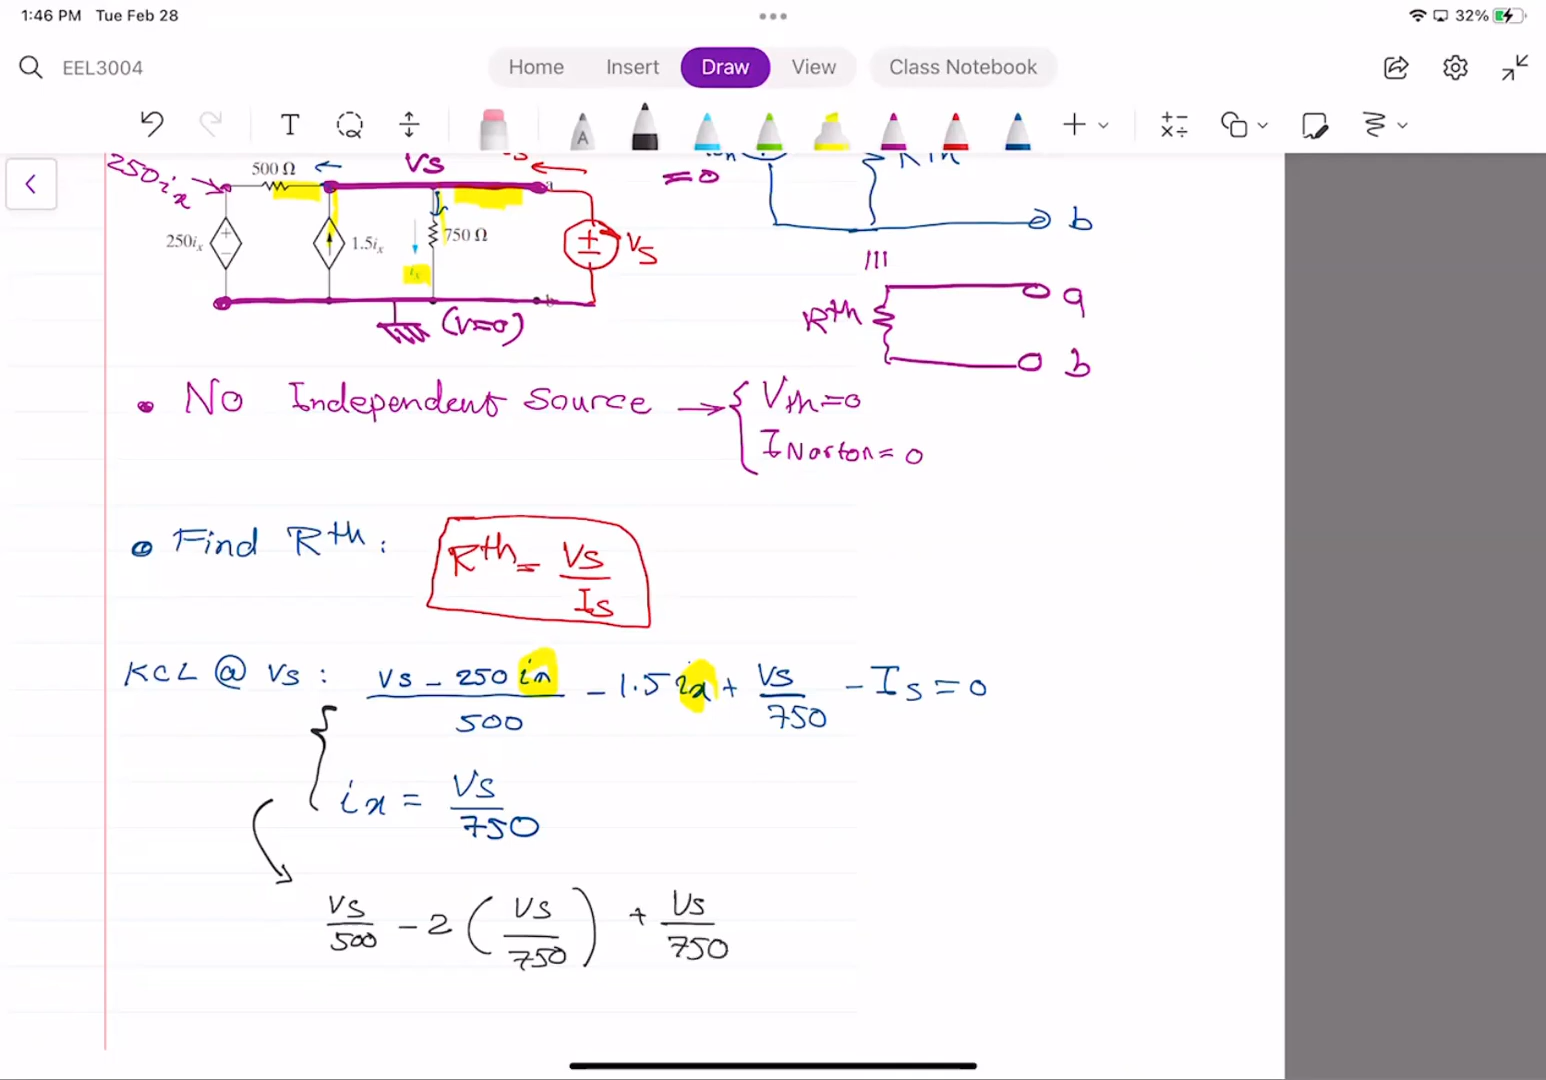 1:46 PM Tue Feb 28
32%
EEL3004
Home Insert Draw View Class Notebook
T
A
250ix
500 Ω
VS
=0
250ix
+
−
1.5ix
750 Ω
ix
+
−
VS
b
(V=0)
Rth
a
b
• No Independent Source → { Vth=0
INorton= 0
• Find Rth: Rth = VS / IS
KCL @ VS : (VS - 250 ix) / 500 - 1.5 ix + VS / 750 - IS = 0
ix = VS / 750
VS / 500 - 2 ( VS / 750 ) + VS / 750